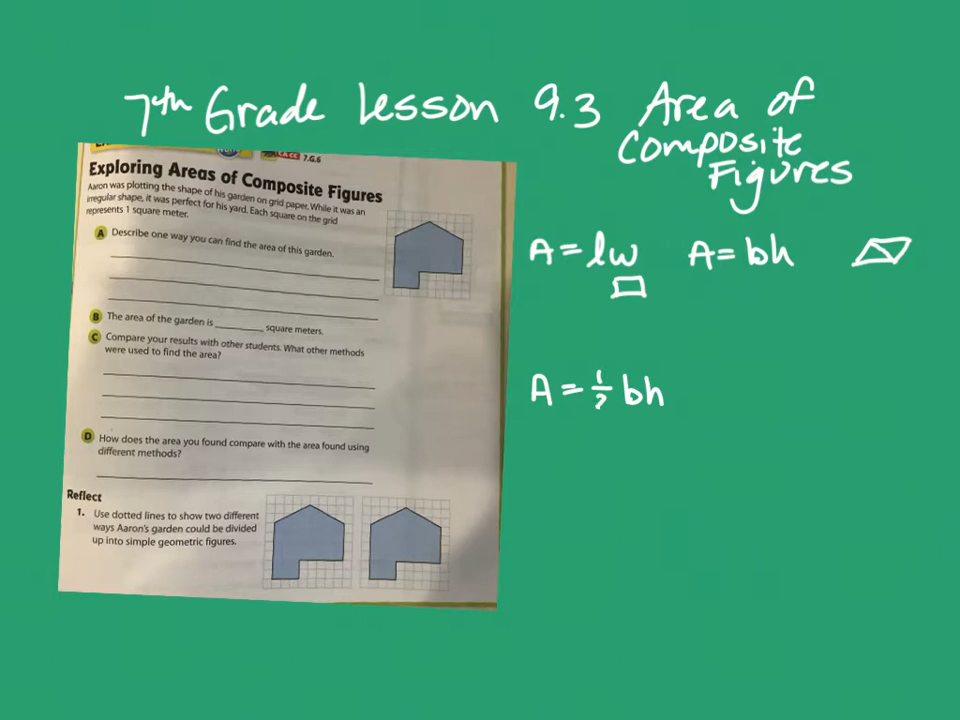 7th Grade Lesson 9.3 Area of
Composite
Figures
7.G.6
Exploring Areas of Composite Figures
Aaron was plotting the shape of his garden on grid paper. While it was an
irregular shape, it was perfect for his yard. Each square on the grid
represents 1 square meter.
A Describe one way you can find the area of this garden.
B The area of the garden is ________ square meters.
C Compare your results with other students. What other methods
were used to find the area?
D How does the area you found compare with the area found using
different methods?
Reflect
1. Use dotted lines to show two different
ways Aaron's garden could be divided
up into simple geometric figures.
A = lw A = bh
A = 1/2 bh